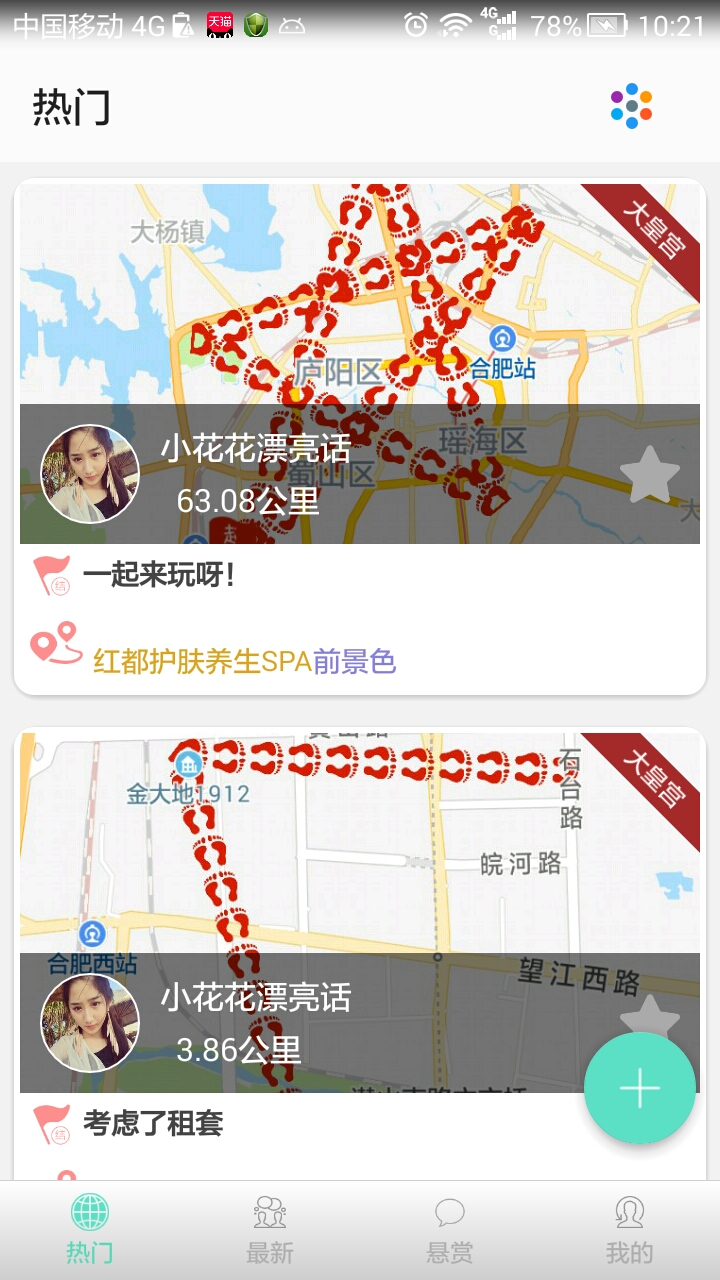 中国移动 4G 天猫 4G G 78% 10:21
热门
大皇宫
大杨镇
庐阳区
合肥站
瑶海区
蜀山区
小花花漂亮话
63.08公里
大
起
结 一起来玩呀!
红都护肤养生SPA前景色
大皇宫
金大地1912
石台路
皖河路
合肥西站
望江西路
小花花漂亮话
3.86公里
结 考虑了租套
热门 最新 悬赏 我的